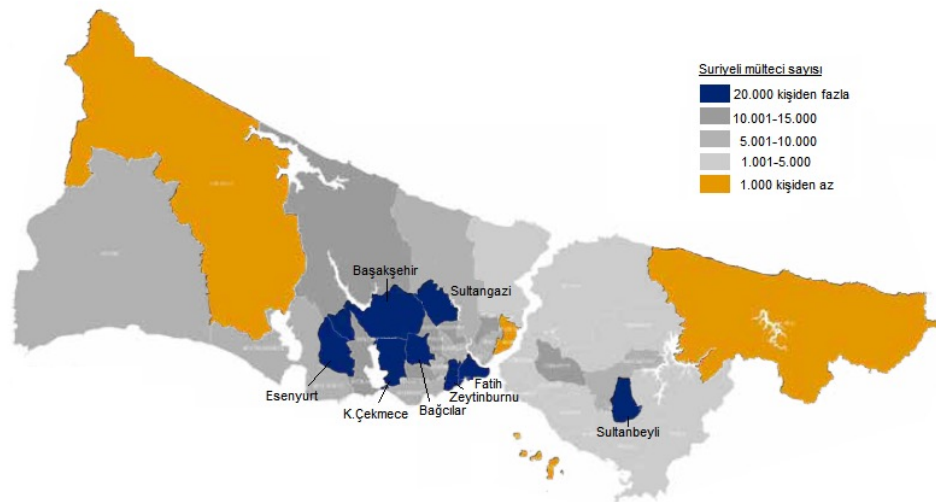 Suriyeli mülteci sayısı
20.000 kişiden fazla
10.001-15.000
5.001-10.000
1.001-5.000
1.000 kişiden az
Başakşehir
Sultangazi
Esenyurt
K.Çekmece
Bağcılar
Fatih
Zeytinburnu
Sultanbeyli